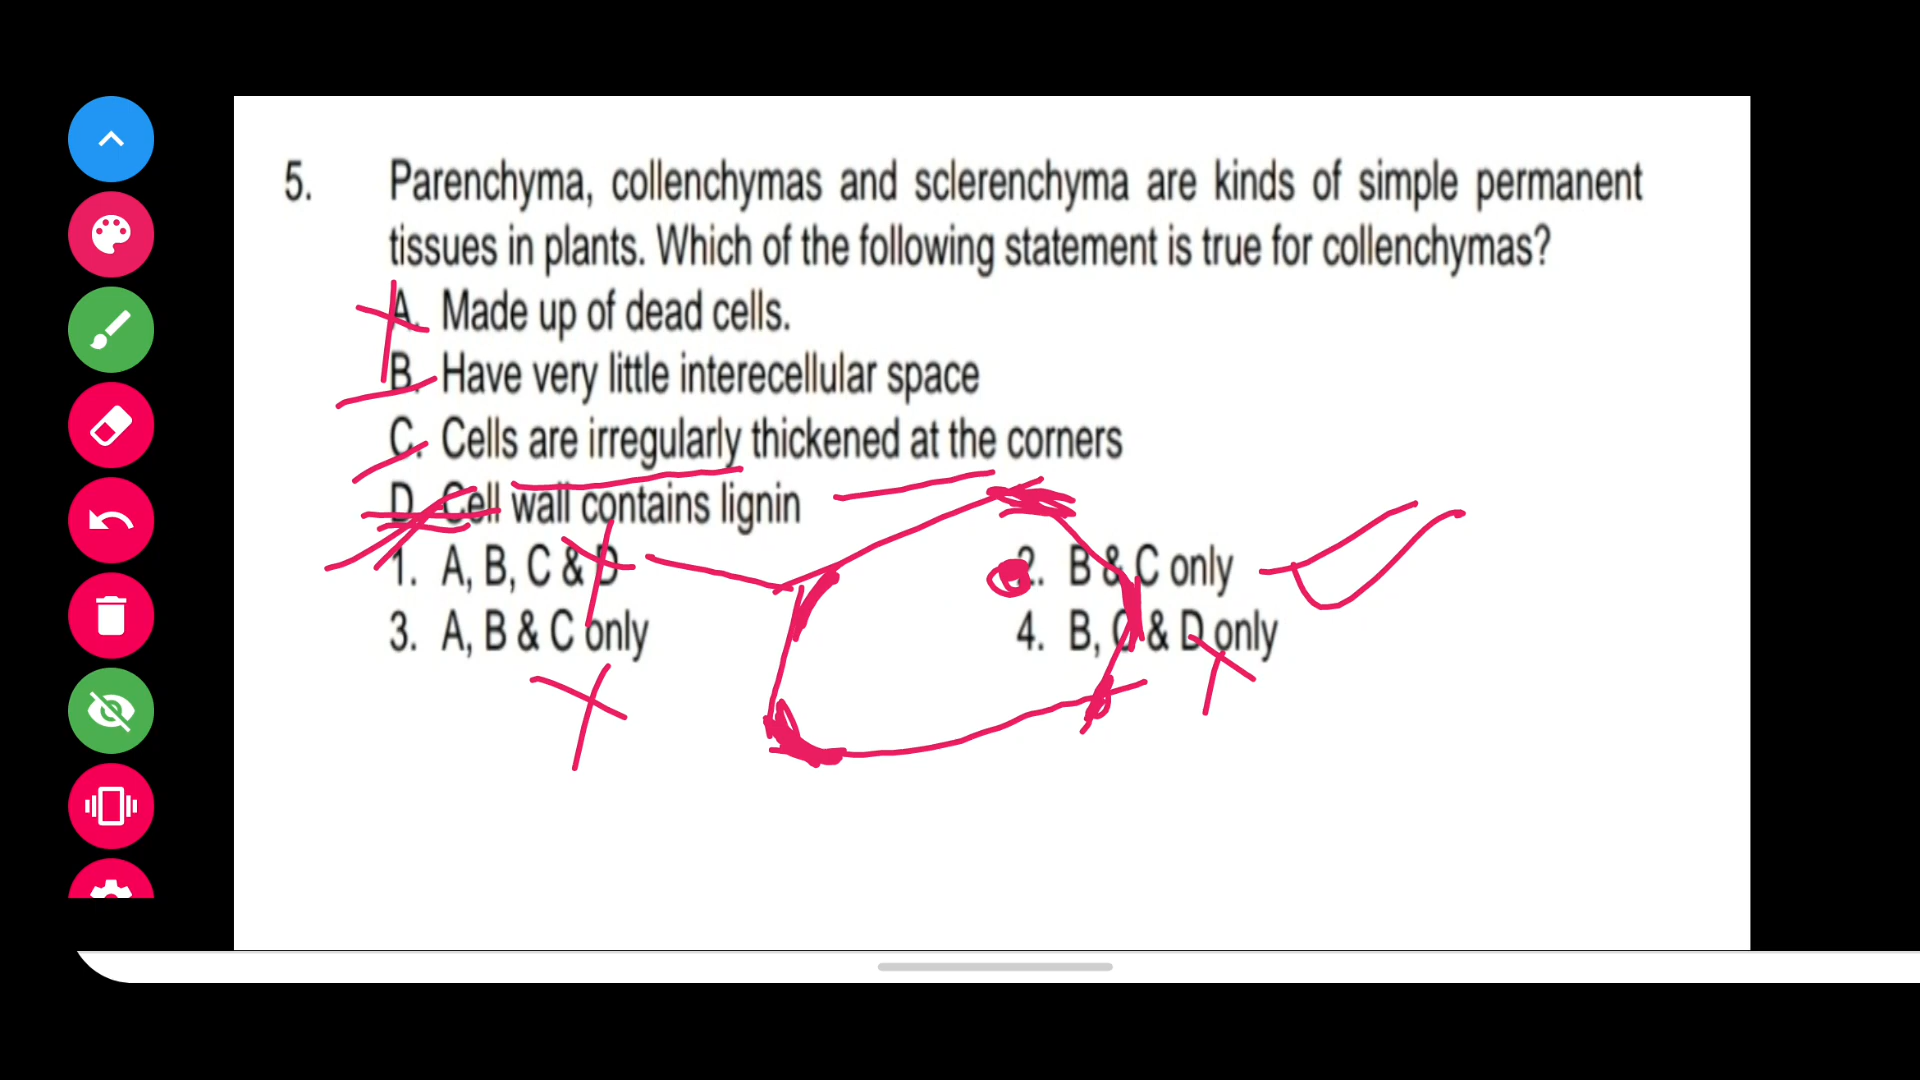 5. Parenchyma, collenchymas and sclerenchyma are kinds of simple permanent
tissues in plants. Which of the following statement is true for collenchymas?
A. Made up of dead cells.
B. Have very little interecellular space
C. Cells are irregularly thickened at the corners
D. Cell wall contains lignin
1. A, B, C & D 2. B & C only
3. A, B & C only 4. B, C & D only